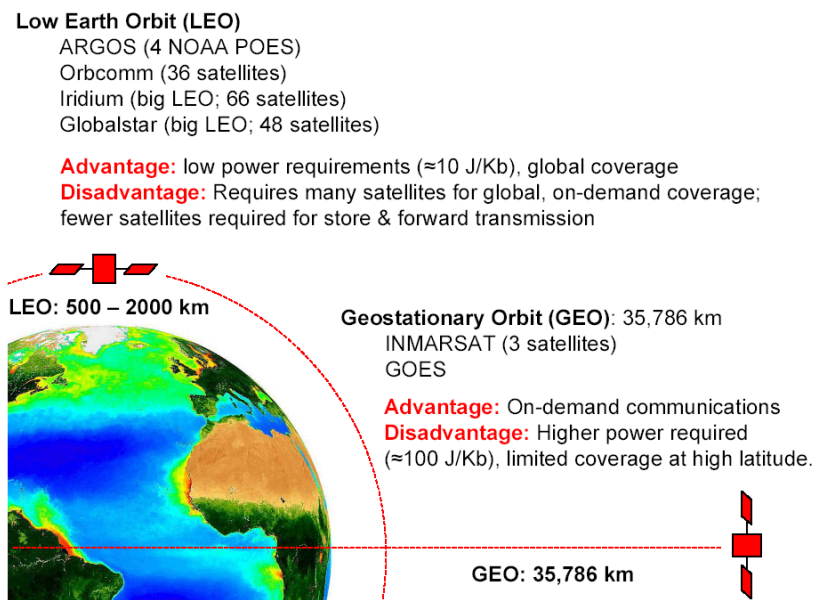 Low Earth Orbit (LEO)
ARGOS (4 NOAA POES)
Orbcomm (36 satellites)
Iridium (big LEO; 66 satellites)
Globalstar (big LEO; 48 satellites)
Advantage: low power requirements (≈10 J/Kb), global coverage
Disadvantage: Requires many satellites for global, on-demand coverage;
fewer satellites required for store & forward transmission
LEO: 500 – 2000 km
Geostationary Orbit (GEO): 35,786 km
INMARSAT (3 satellites)
GOES
Advantage: On-demand communications
Disadvantage: Higher power required
(≈100 J/Kb), limited coverage at high latitude.
GEO: 35,786 km